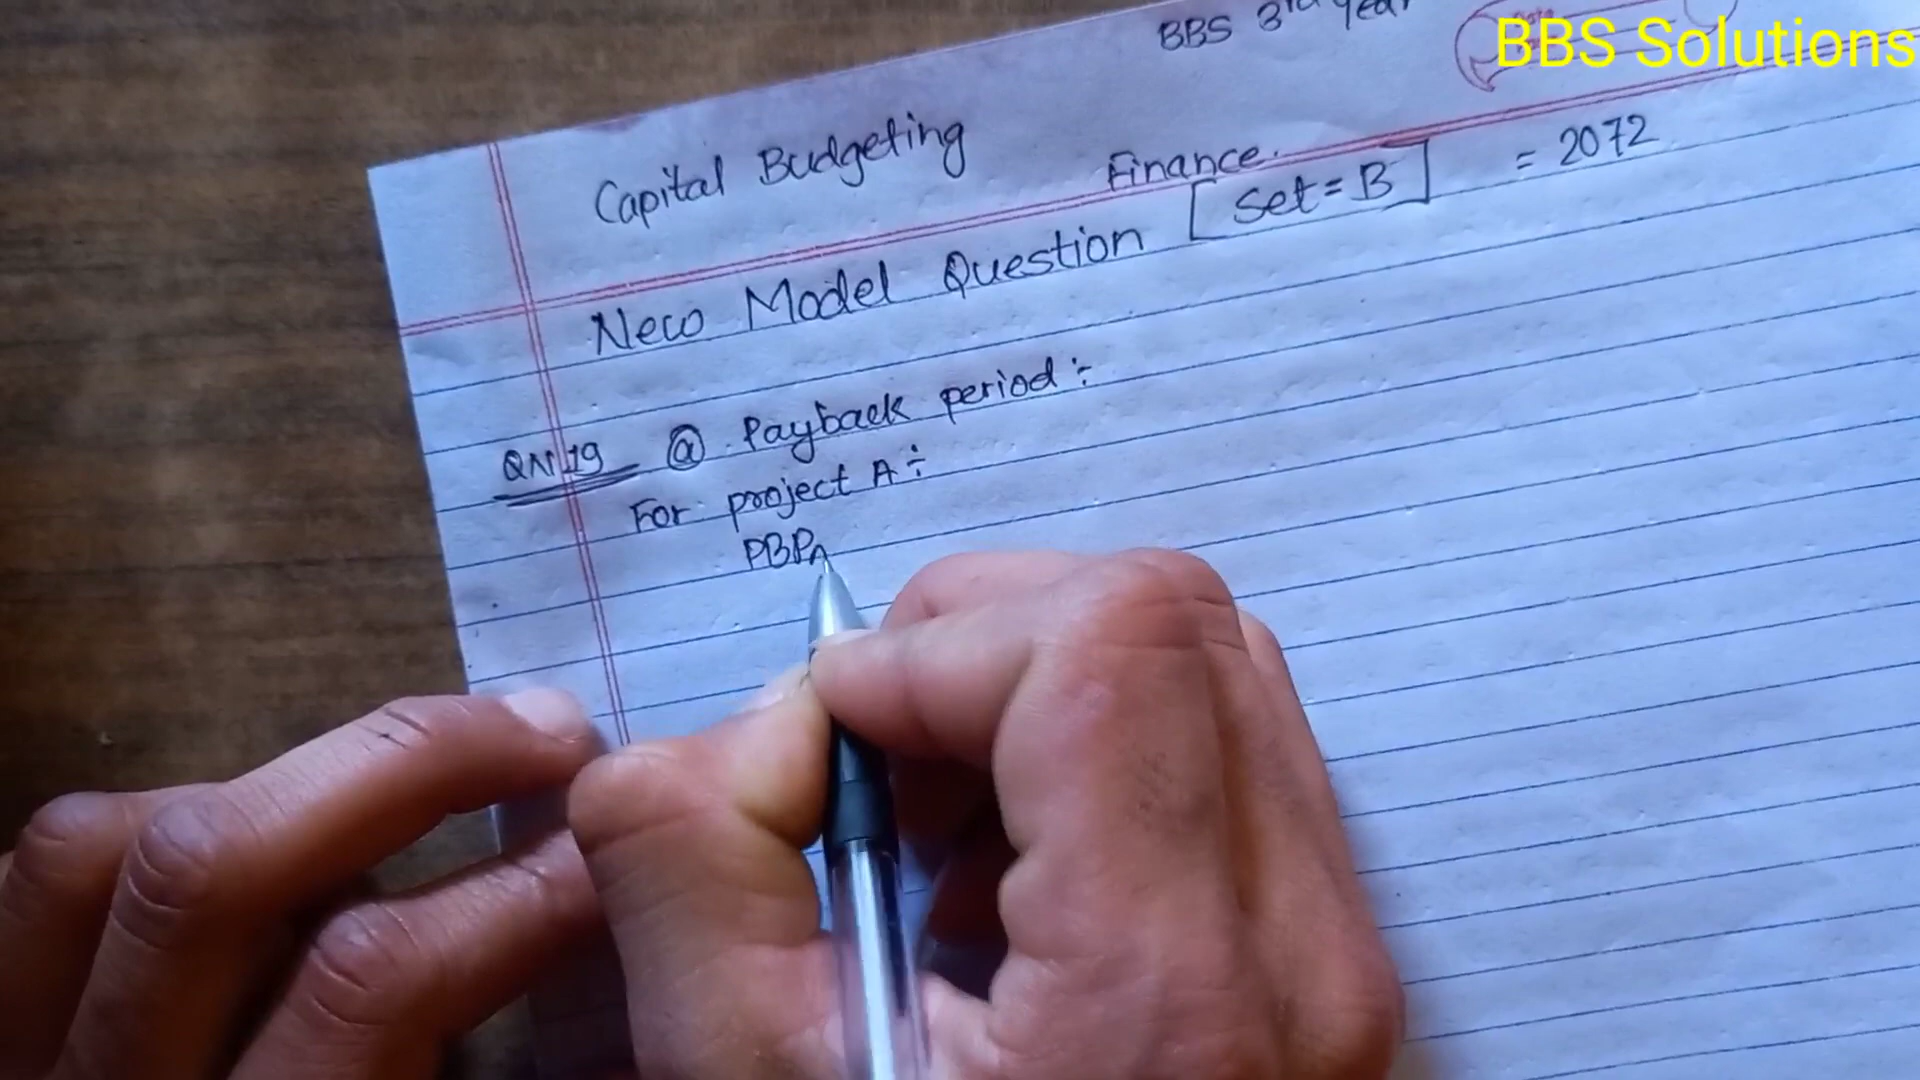 BBS 3rd Year
BBS Solutions
Capital Budgeting
Finance.
New Model Question [Set = B] = 2072
QN 19 @ Payback period :-
For project A :-
PBPA